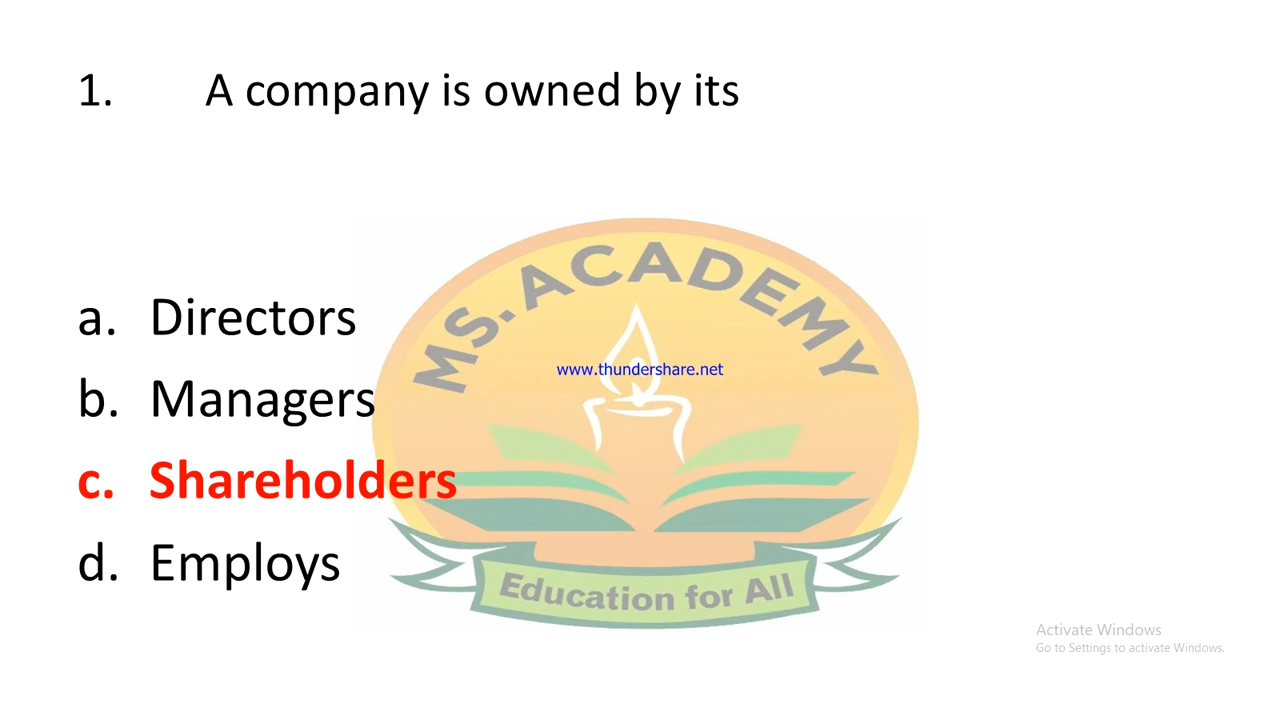 1. A company is owned by its
MS. ACADEMY
a. Directors
www.thundershare.net
b. Managers
c. Shareholders
d. Employs
Education for All
Activate Windows
Go to Settings to activate Windows.